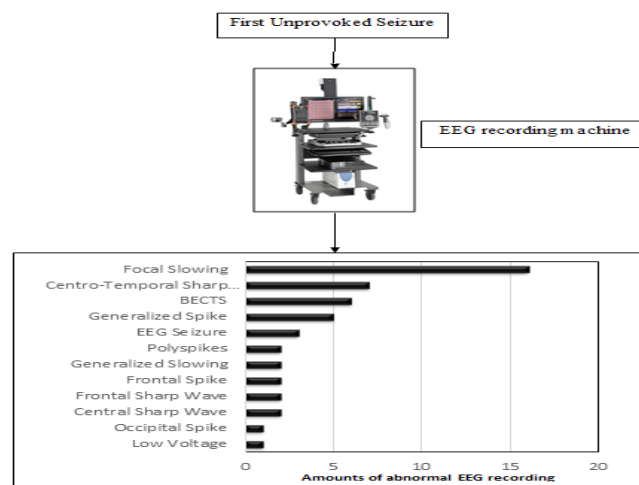 First Unprovoked Seizure
EEG recording machine
Focal Slowing
Centro-Temporal Sharp...
BECTS
Generalized Spike
EEG Seizure
Polyspikes
Generalized Slowing
Frontal Spike
Frontal Sharp Wave
Central Sharp Wave
Occipital Spike
Low Voltage
0 5 10 15 20
Amounts of abnormal EEG recording